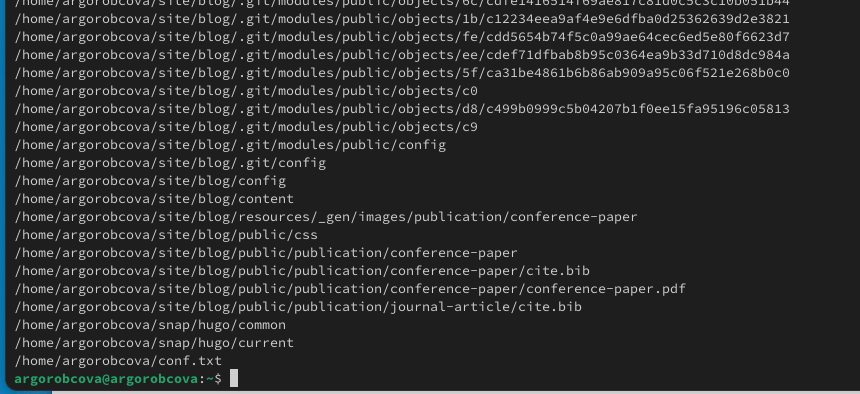 /home/argorobcova/site/blog/.git/modules/public/objects/1b/c12234eea9af4e9e6dfba0d25362639d2e3821
/home/argorobcova/site/blog/.git/modules/public/objects/fe/cdd5654b74f5c0a99ae64cec6ed5e80f6623d7
/home/argorobcova/site/blog/.git/modules/public/objects/ee/cdef71dfbab8b95c0364ea9b33d710d8dc984a
/home/argorobcova/site/blog/.git/modules/public/objects/5f/ca31be4861b6b86ab909a95c06f521e268b0c0
/home/argorobcova/site/blog/.git/modules/public/objects/c0
/home/argorobcova/site/blog/.git/modules/public/objects/d8/c499b0999c5b04207b1f0ee15fa95196c05813
/home/argorobcova/site/blog/.git/modules/public/objects/c9
/home/argorobcova/site/blog/.git/modules/public/config
/home/argorobcova/site/blog/.git/config
/home/argorobcova/site/blog/config
/home/argorobcova/site/blog/content
/home/argorobcova/site/blog/resources/_gen/images/publication/conference-paper
/home/argorobcova/site/blog/public/css
/home/argorobcova/site/blog/public/publication/conference-paper
/home/argorobcova/site/blog/public/publication/conference-paper/cite.bib
/home/argorobcova/site/blog/public/publication/conference-paper/conference-paper.pdf
/home/argorobcova/site/blog/public/publication/journal-article/cite.bib
/home/argorobcova/snap/hugo/common
/home/argorobcova/snap/hugo/current
/home/argorobcova/conf.txt
argorobcova@argorobcova:~$